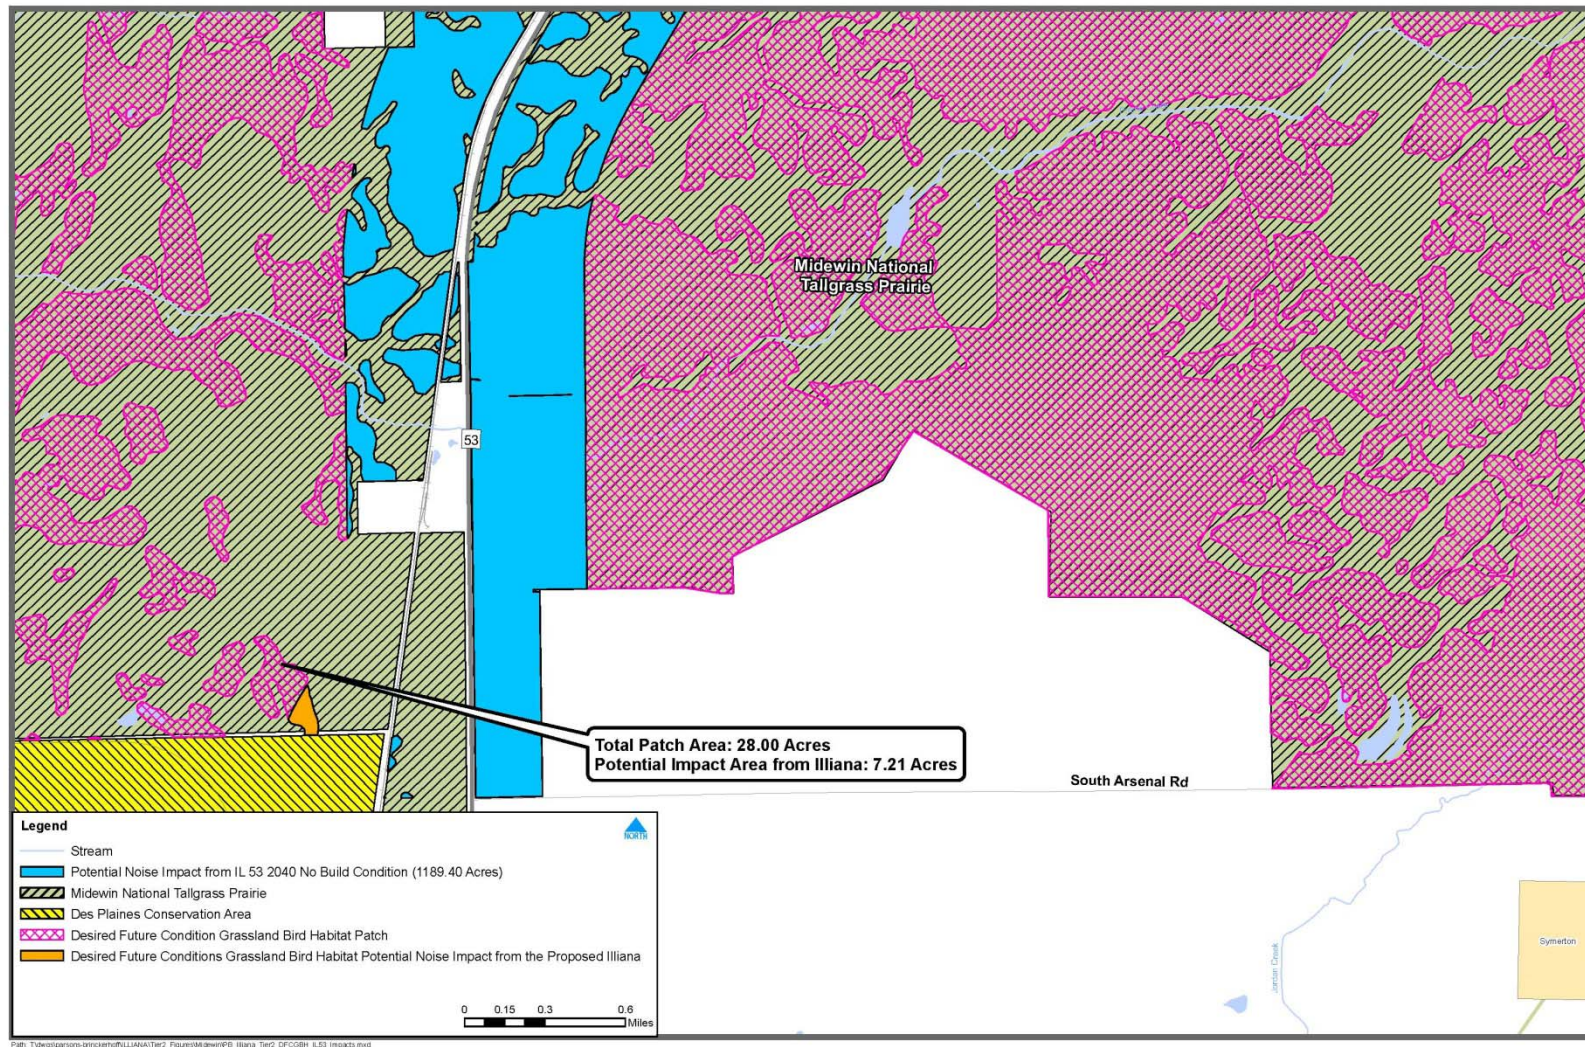 Midewin National
Tallgrass Prairie
53
Total Patch Area: 28.00 Acres
Potential Impact Area from Illiana: 7.21 Acres
South Arsenal Rd
Legend
NORTH
Stream
Potential Noise Impact from IL 53 2040 No Build Condition (1189.40 Acres)
Midewin National Tallgrass Prairie
Des Plaines Conservation Area
Desired Future Condition Grassland Bird Habitat Patch
Desired Future Conditions Grassland Bird Habitat Potential Noise Impact from the Proposed Illiana
0 0.15 0.3 0.6
Miles
Jordan Creek
Symerton